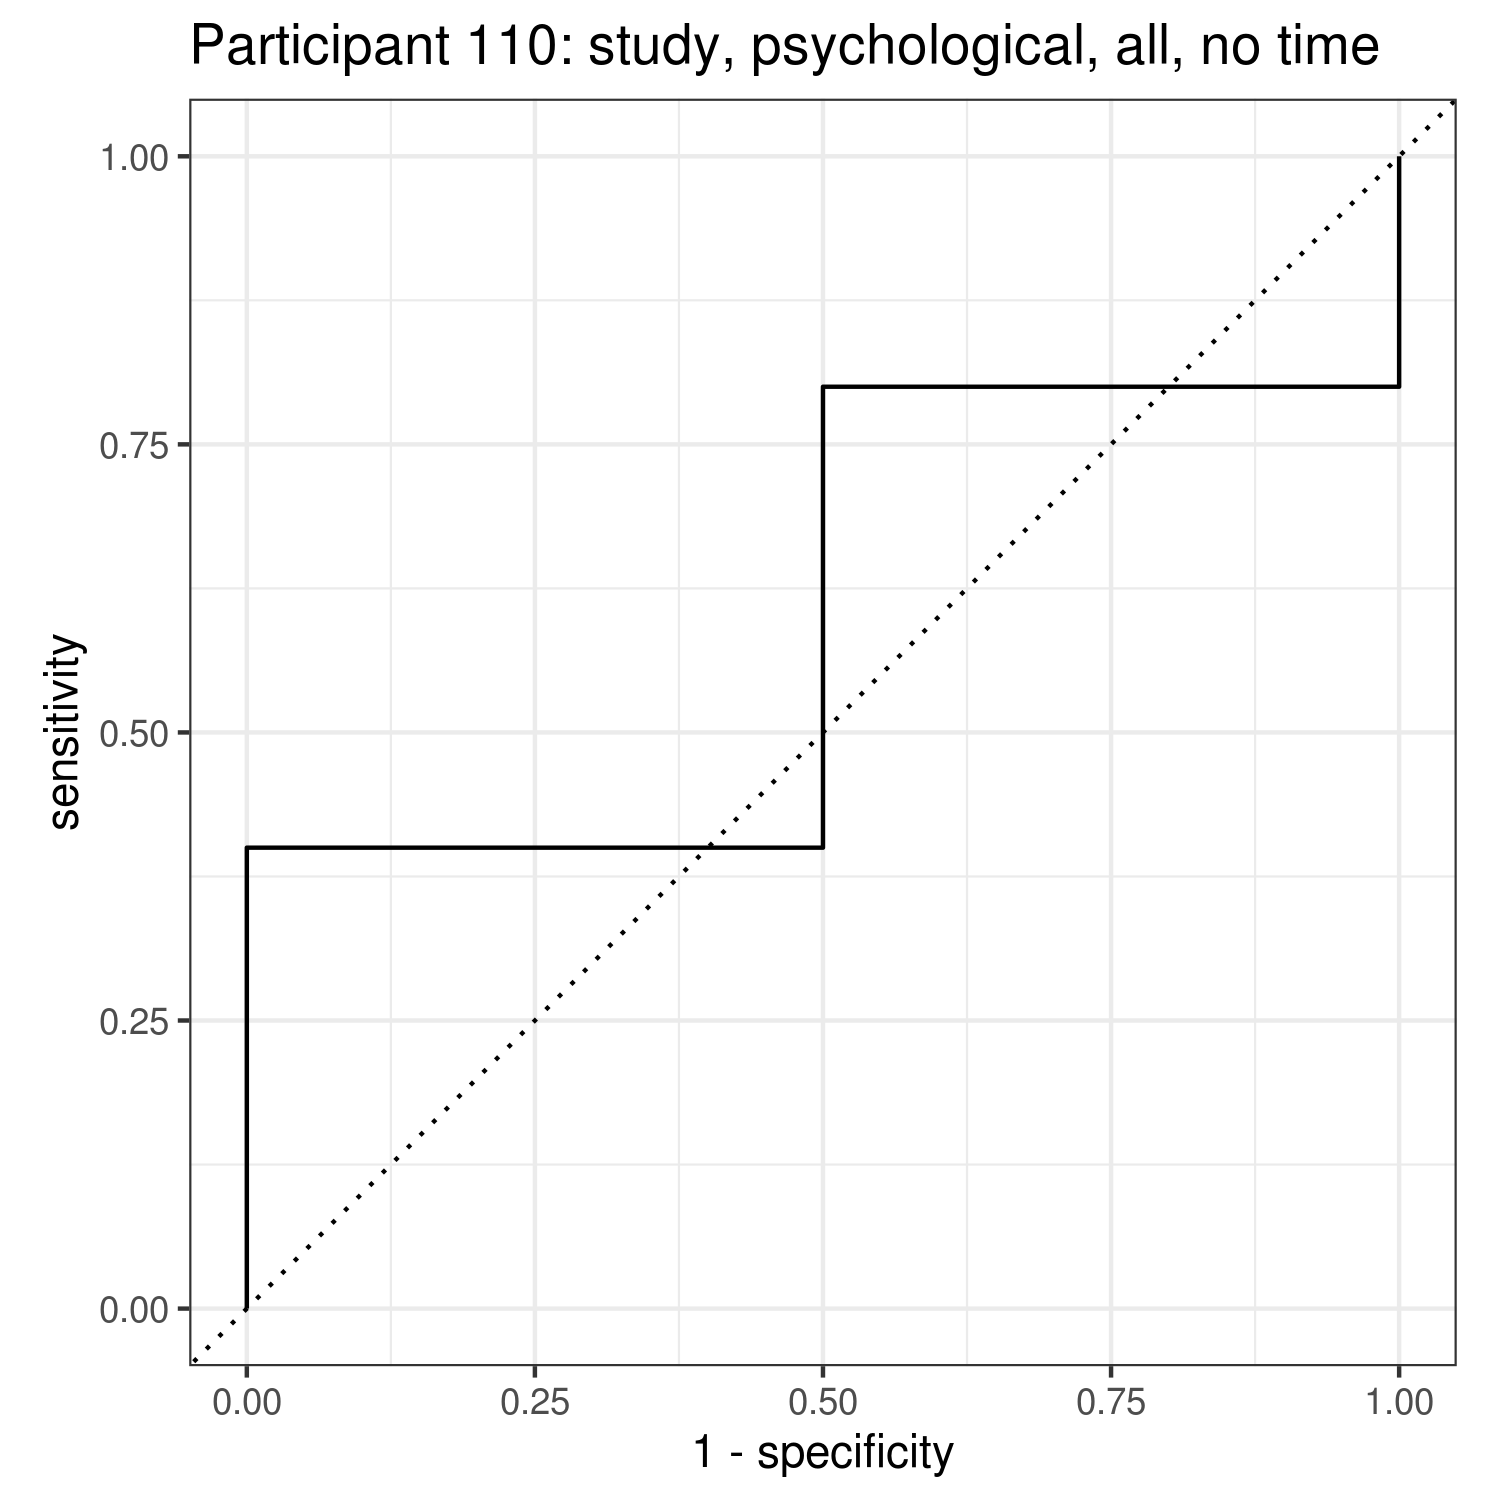 Participant 110: study, psychological, all, no time
1.00
0.75
0.50
0.25
0.00
sensitivity
0.00 0.25 0.50 0.75 1.00
1 - specificity